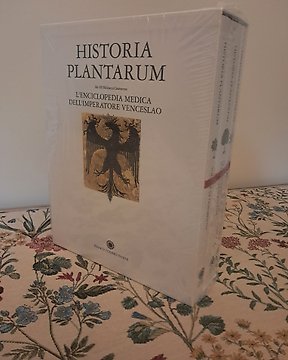 HISTORIA
PLANTARUM
L'ENCICLOPEDIA MEDICA
DELL'IMPERATORE VENCESLAO